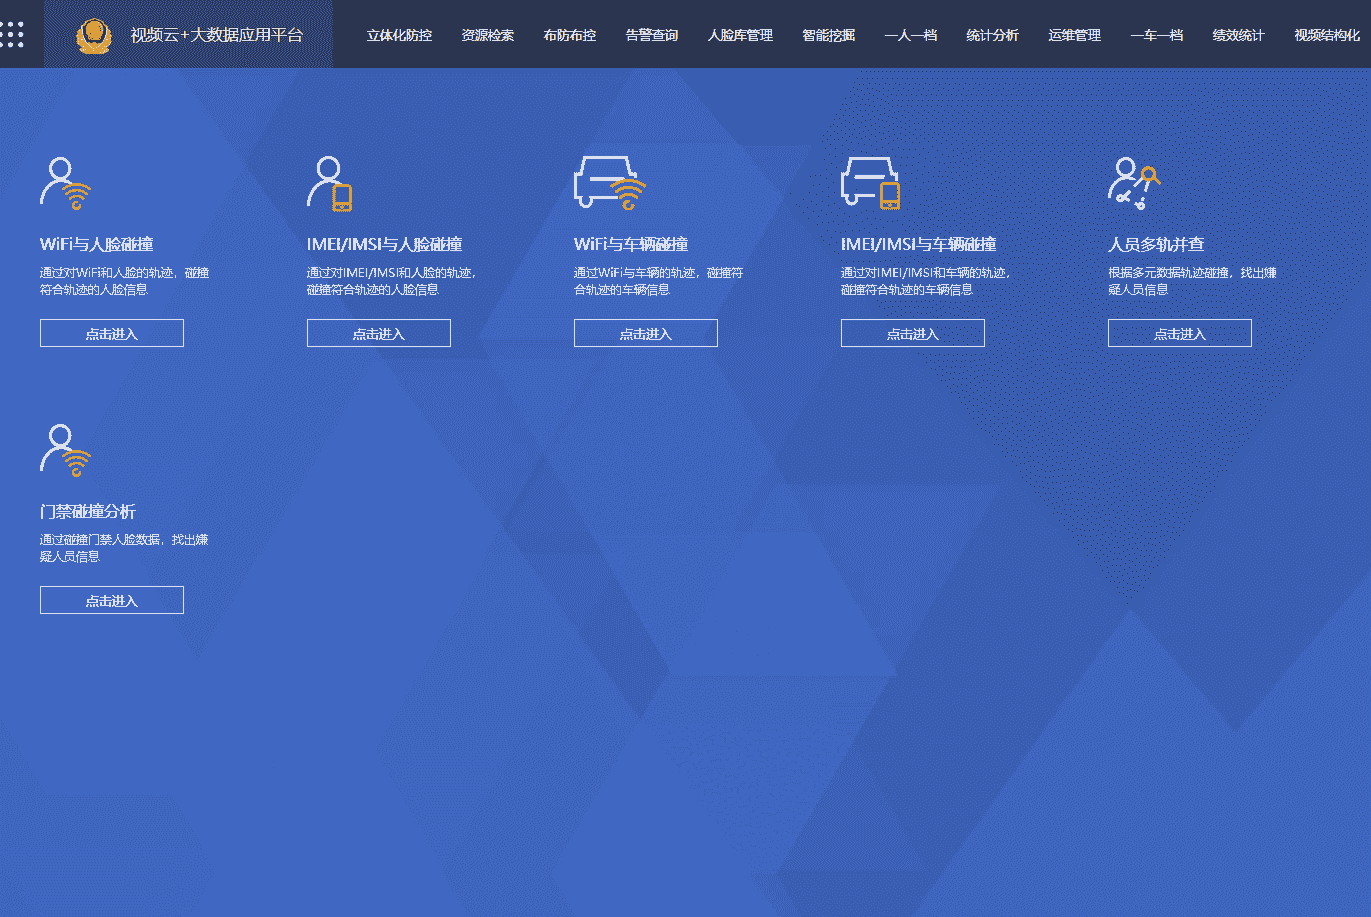 视频云+大数据应用平台
立体化防控 资源检索 布防布控 告警查询 人脸库管理 智能挖掘 一人一档 统计分析 运维管理 一车一档 绩效统计 视频结构化
WiFi与人脸碰撞
通过对WiFi和人脸的轨迹，碰撞
符合轨迹的人脸信息
点击进入
IMEI/IMSI与人脸碰撞
通过对IMEI/IMSI和人脸的轨迹，
碰撞符合轨迹的人脸信息
点击进入
WiFi与车辆碰撞
通过WiFi与车辆的轨迹，碰撞符
合轨迹的车辆信息
点击进入
IMEI/IMSI与车辆碰撞
通过对IMEI/IMSI和车辆的轨迹，
碰撞符合轨迹的车辆信息
点击进入
人员多轨并查
根据多元数据轨迹碰撞，找出嫌
疑人员信息
点击进入
门禁碰撞分析
通过碰撞门禁人脸数据，找出嫌
疑人员信息
点击进入